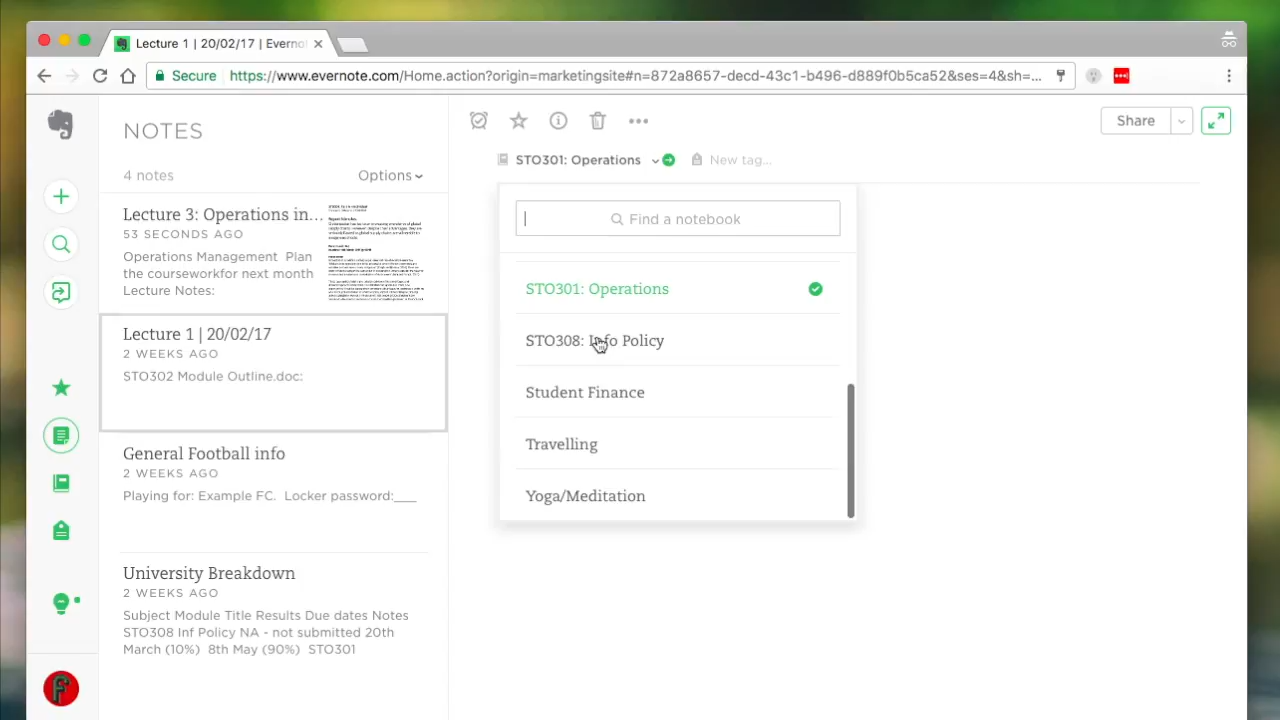 Lecture 1 | 20/02/17 | Everno
Secure https://www.evernote.com/Home.action?origin=marketingsite#n=872a8657-decd-43c1-b496-d889f0b5ca52&ses=4&sh=...
NOTES
4 notes
Options
Lecture 3: Operations in...
53 SECONDS AGO
Operations Management Plan
the courseworkfor next month
Lecture Notes:
Lecture 1 | 20/02/17
2 WEEKS AGO
STO302 Module Outline.doc:
General Football info
2 WEEKS AGO
Playing for: Example FC. Locker password:___
University Breakdown
2 WEEKS AGO
Subject Module Title Results Due dates Notes
STO308 Inf Policy NA - not submitted 20th
March (10%) 8th May (90%) STO301
Share
STO301: Operations
New tag...
Find a notebook
STO301: Operations
STO308: Info Policy
Student Finance
Travelling
Yoga/Meditation